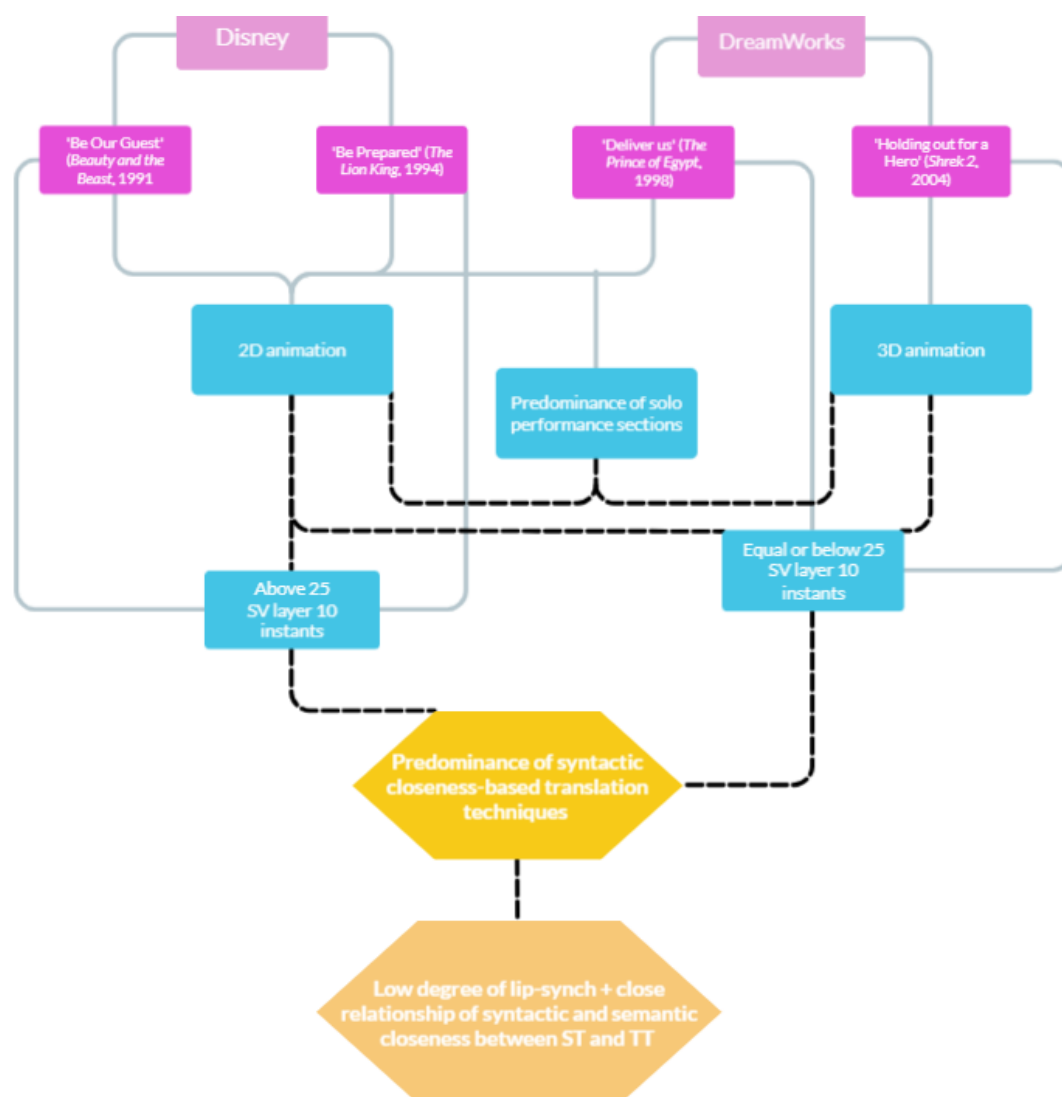 Disney
DreamWorks
'Be Our Guest'
(Beauty and the
Beast, 1991
'Be Prepared' (The
Lion King, 1994)
'Deliver us' (The
Prince of Egypt,
1998)
'Holding out for a
Hero' (Shrek 2,
2004)
2D animation
3D animation
Predominance of solo
performance sections
Equal or below 25
SV layer 10
instants
Above 25
SV layer 10
instants
Predominance of syntactic
closeness-based translation
techniques
Low degree of lip-synch + close
relationship of syntactic and semantic
closeness between ST and TT